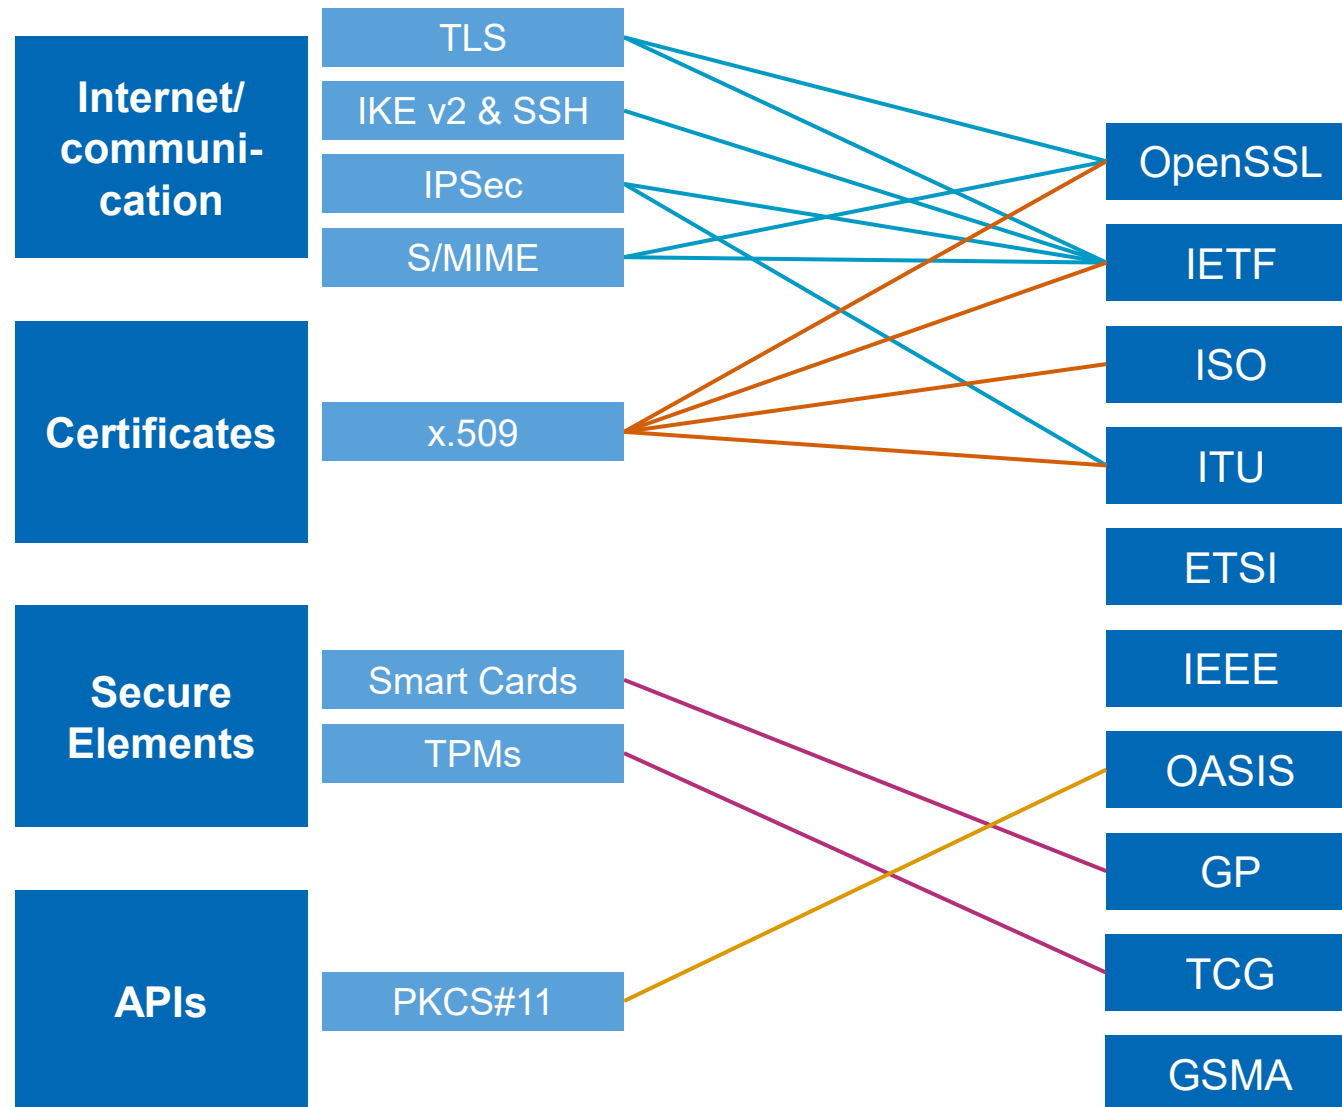 Internet/
communi-
cation
TLS
IKE v2 & SSH
IPSec
S/MIME
Certificates
x.509
Secure
Elements
Smart Cards
TPMs
APIs
PKCS#11
OpenSSL
IETF
ISO
ITU
ETSI
IEEE
OASIS
GP
TCG
GSMA